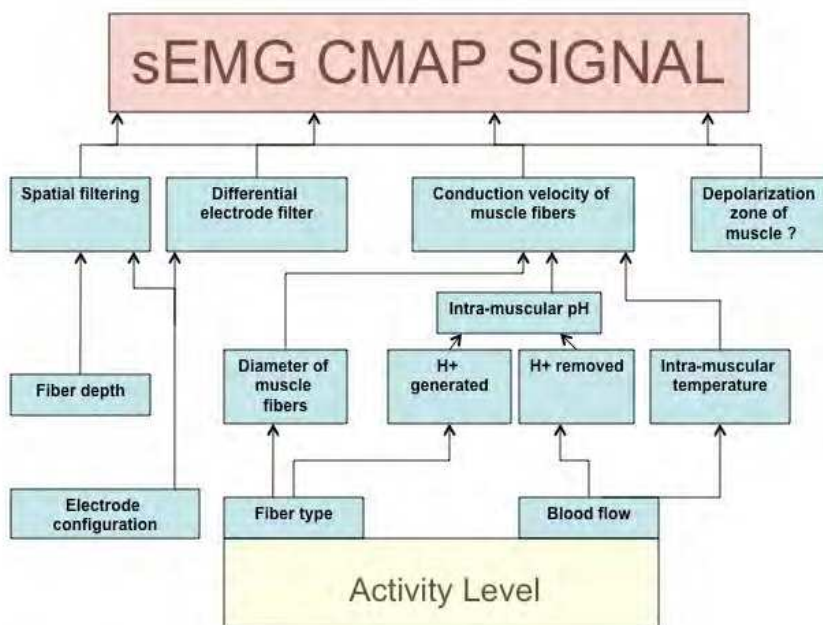 sEMG CMAP SIGNAL
Spatial filtering
Differential
electrode filter
Conduction velocity of
muscle fibers
Depolarization
zone of
muscle ?
Intra-muscular pH
Fiber depth
Diameter of
muscle
fibers
H+
generated
H+ removed
Intra-muscular
temperature
Electrode
configuration
Fiber type
Blood flow
Activity Level